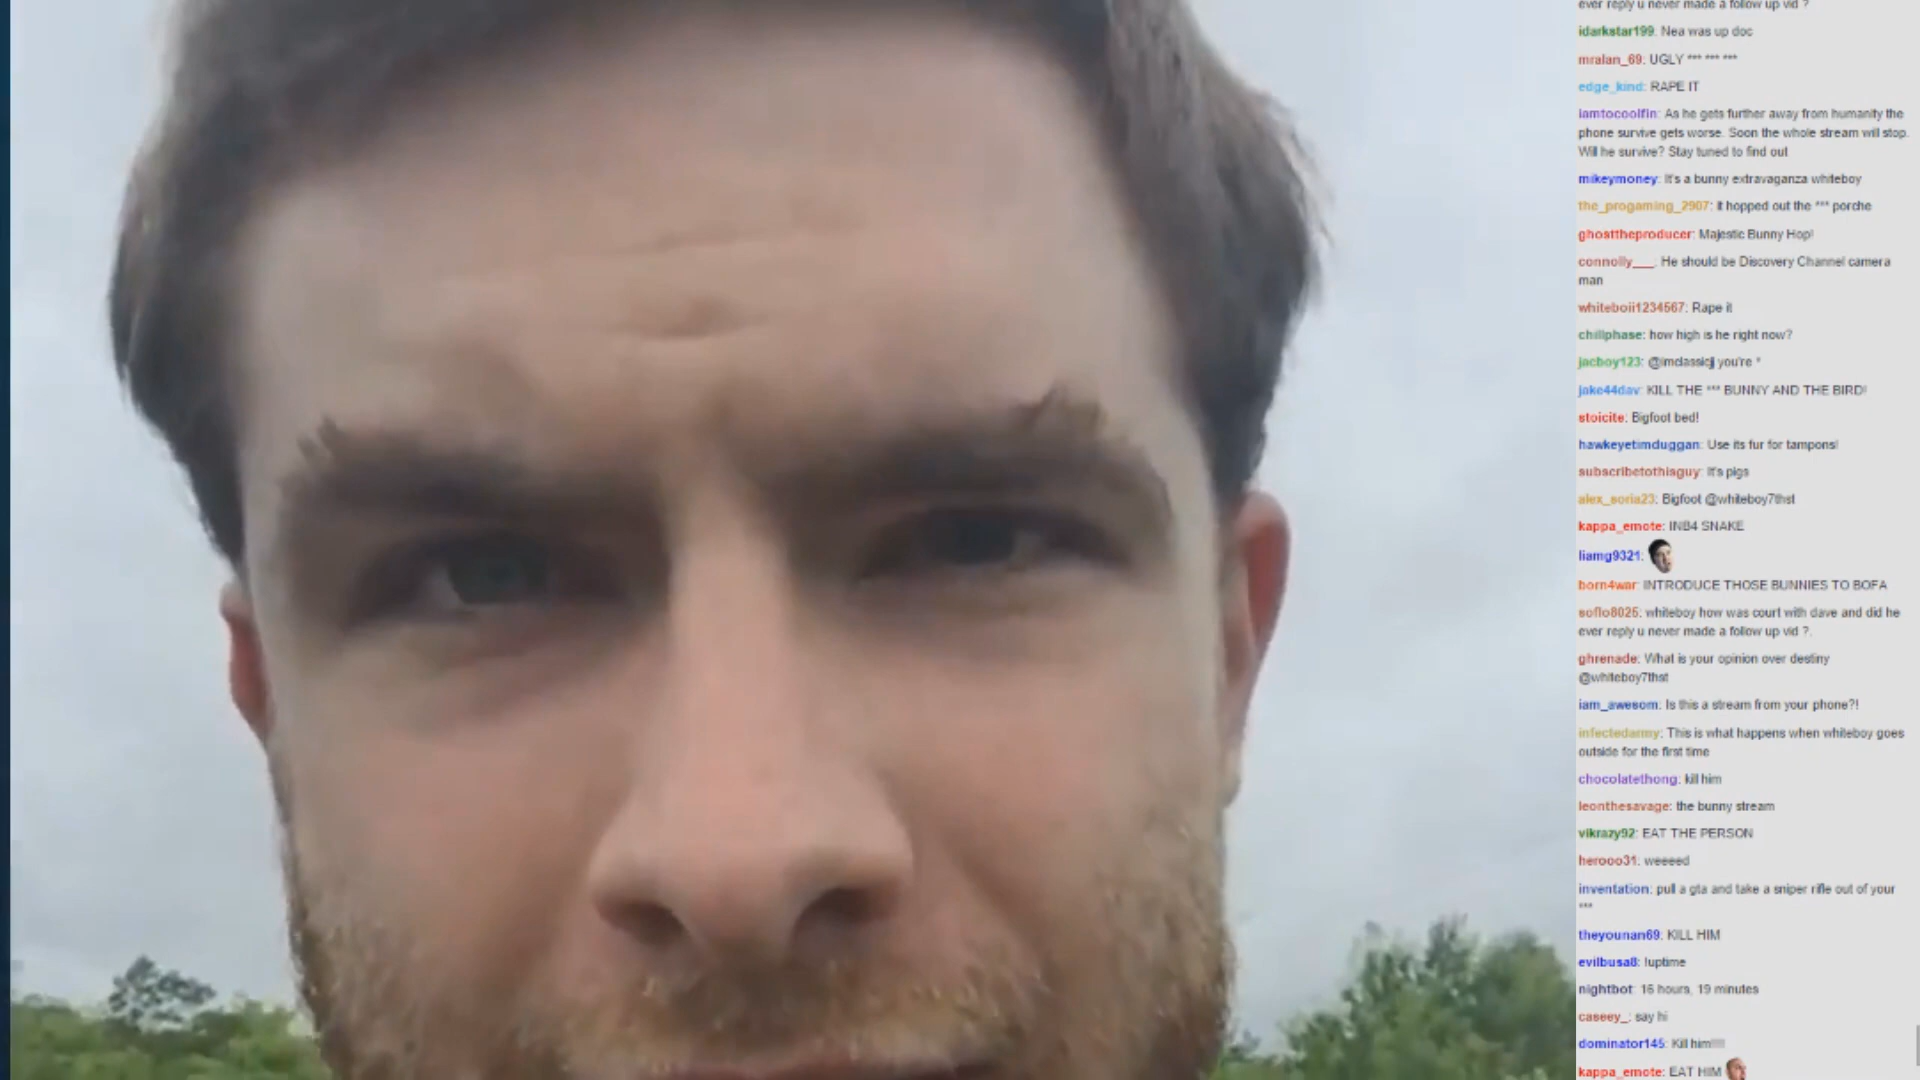 ever reply u never made a follow up vid ?
idarkstar199: Nea was up doc
mralan_69: UGLY *** *** ***
edge_kind: RAPE IT
iamtocoolfin: As he gets further away from humanity the
phone survive gets worse. Soon the whole stream will stop.
Will he survive? Stay tuned to find out
mikeymoney: It's a bunny extravaganza whiteboy
the_progaming_2907: it hopped out the *** porche
ghosttheproducer: Majestic Bunny Hop!
connolly___: He should be Discovery Channel camera
man
whiteboii1234567: Rape it
chillphase: how high is he right now?
jacboy123: @imclassicjj you're *
jake44dav: KILL THE *** BUNNY AND THE BIRD!
stoicite: Bigfoot bed!
hawkeyetimduggan: Use its fur for tampons!
subscribetothisguy: It's pigs
alex_soria23: Bigfoot @whiteboy7thst
kappa_emote: INB4 SNAKE
liamg9321:
born4war: INTRODUCE THOSE BUNNIES TO BOFA
soflo8025: whiteboy how was court with dave and did he
ever reply u never made a follow up vid ?.
ghrenade: What is your opinion over destiny
@whiteboy7thst
iam_awesom: Is this a stream from your phone?!
infectedarmy: This is what happens when whiteboy goes
outside for the first time
chocolatethong: kill him
leonthesavage: the bunny stream
vikrazy92: EAT THE PERSON
herooo31: weeeed
inventation: pull a gta and take a sniper rifle out of your
***
theyounan69: KILL HIM
evilbusa8: !uptime
nightbot: 16 hours, 19 minutes
caseey_: say hi
dominator145: Kill him!!!!
kappa_emote: EAT HIM